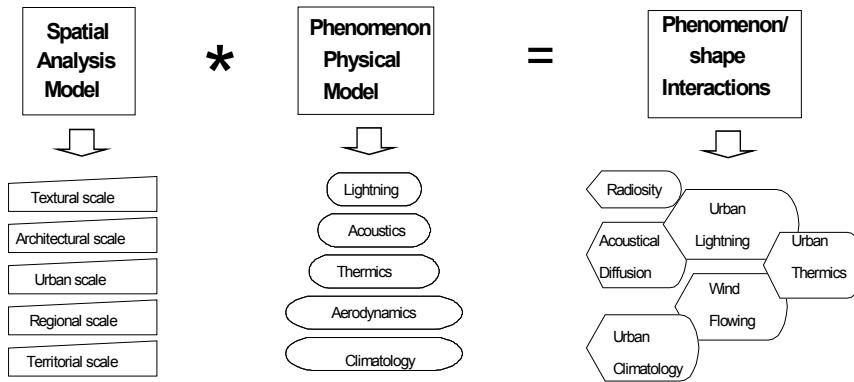 Spatial
Analysis
Model
*
Phenomenon
Physical
Model
=
Phenomenon/
shape
Interactions
Textural scale
Architectural scale
Urban scale
Regional scale
Territorial scale
Lightning
Acoustics
Thermics
Aerodynamics
Climatology
Radiosity
Urban
Lightning
Acoustical
Diffusion
Urban
Thermics
Wind
Flowing
Urban
Climatology